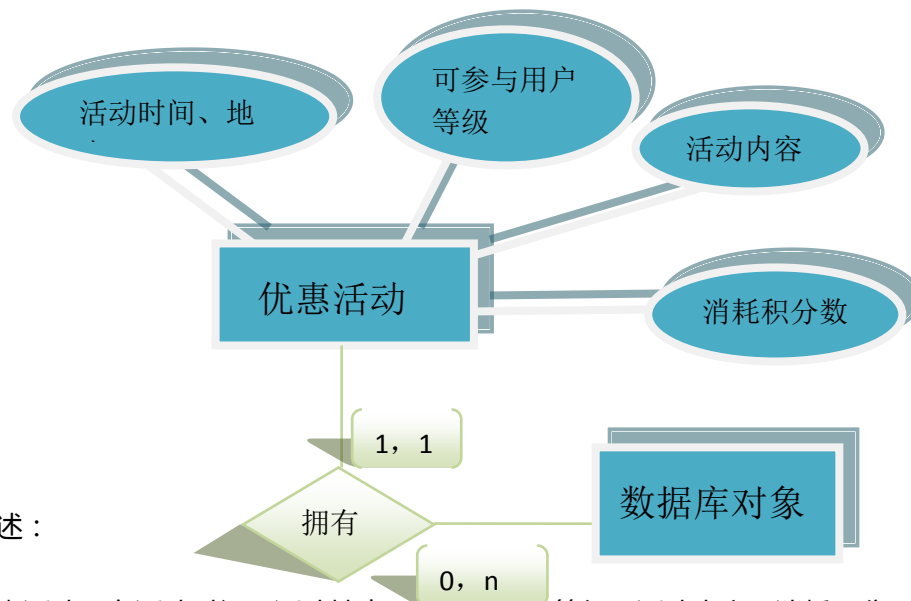 可参与用户
等级
活动时间、地
活动内容
优惠活动
消耗积分数
1，1
数据库对象
拥有
述：
0，n